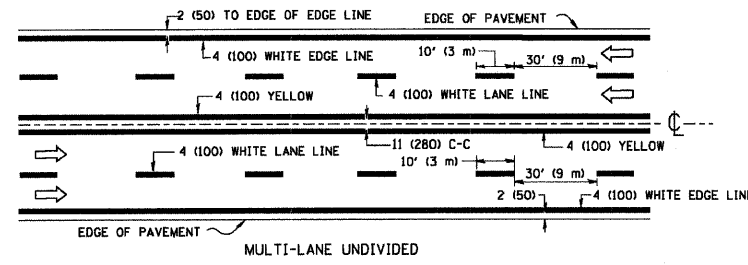 2 (50) TO EDGE OF EDGE LINE
EDGE OF PAVEMENT
4 (100) WHITE EDGE LINE
10' (3 m)
30' (9 m)
4 (100) YELLOW
4 (100) WHITE LANE LINE
℄
4 (100) WHITE LANE LINE
11 (280) C-C
4 (100) YELLOW
10' (3 m)
30' (9 m)
2 (50)
4 (100) WHITE EDGE LINE
EDGE OF PAVEMENT
MULTI-LANE UNDIVIDED